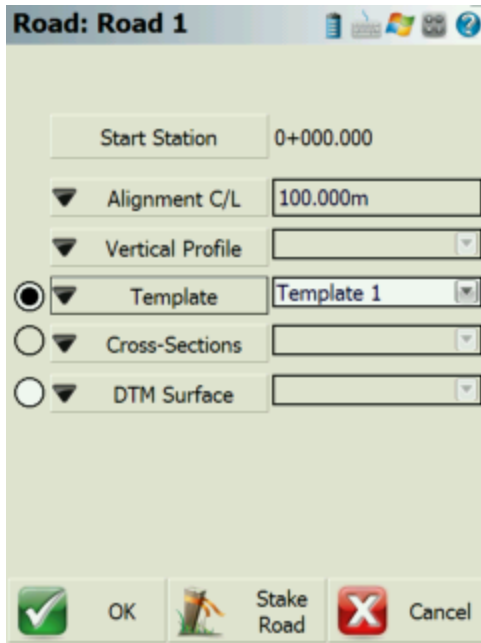 Road: Road 1
Start Station 0+000.000
Alignment C/L 100.000m
Vertical Profile
Template Template 1
Cross-Sections
DTM Surface
OK Stake Road Cancel